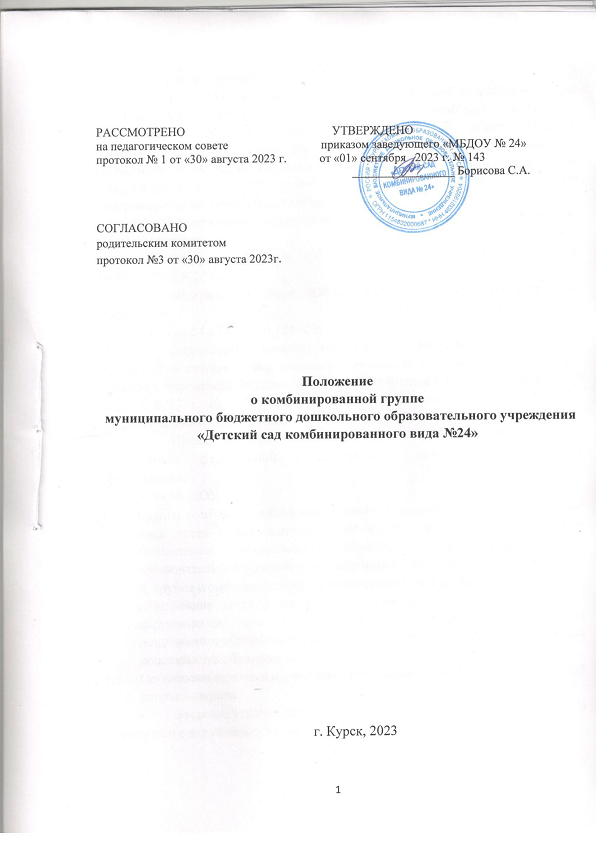 РАССМОТРЕНО
на педагогическом совете
протокол № 1 от «30» августа 2023 г.
УТВЕРЖДЕНО
приказом заведующего «МБДОУ № 24»
от «01» сентября 2023 г. № 143
Борисова С.А.
ДЕТСКИЙ САД
КОМБИНИРОВАННОГО
ВИДА № 24»
СОГЛАСОВАНО
родительским комитетом
протокол №3 от «30» августа 2023г.
Положение
о комбинированной группе
муниципального бюджетного дошкольного образовательного учреждения
«Детский сад комбинированного вида №24»
г. Курск, 2023
1